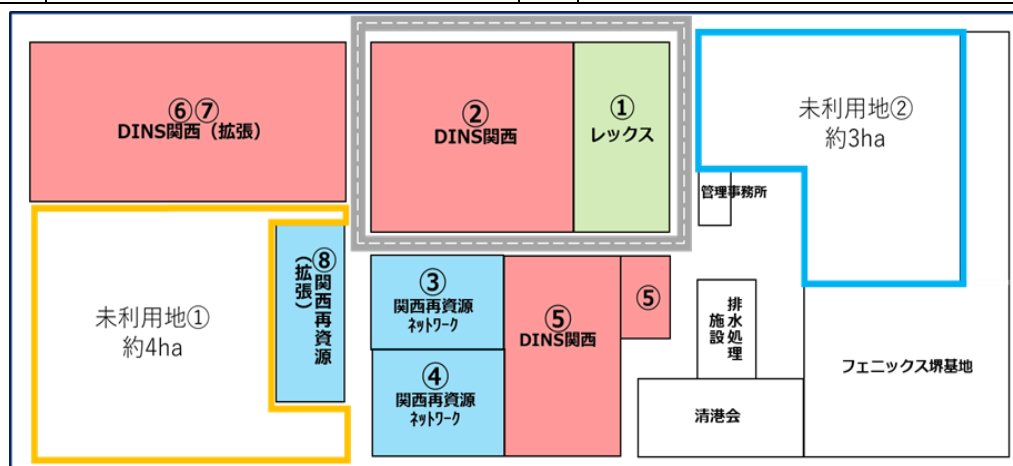 ⑥⑦
DINS関西（拡張）
②
DINS関西
①
レックス
未利用地②
約3ha
管理事務所
未利用地①
約4ha
⑧関西再資源
（拡張）
③
関西再資源
ﾈｯﾄﾜｰｸ
④
関西再資源
ﾈｯﾄﾜｰｸ
⑤
DINS関西
⑤
排水処理
施設
清港会
フェニックス堺基地